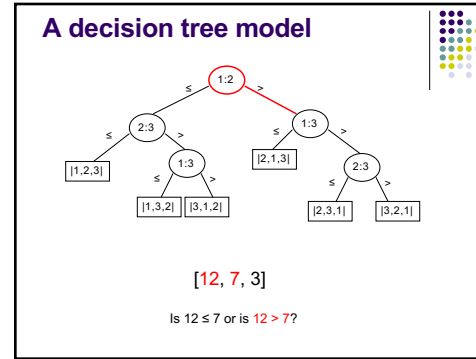 A decision tree model
1:2
≤ >
2:3 1:3
≤ > ≤ >
|1,2,3| 1:3 |2,1,3| 2:3
≤ > ≤ >
|1,3,2| |3,1,2| |2,3,1| |3,2,1|
[12, 7, 3]
Is 12 ≤ 7 or is 12 > 7?